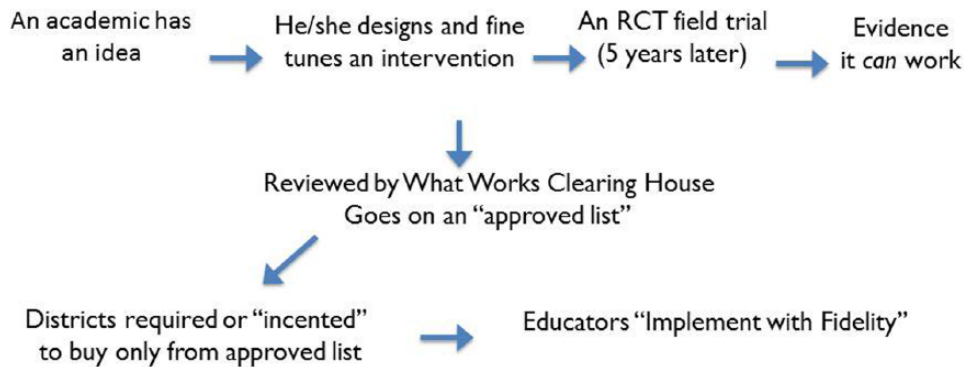 An academic has
an idea
He/she designs and fine
tunes an intervention
An RCT field trial
(5 years later)
Evidence
it can work
Reviewed by What Works Clearing House
Goes on an “approved list”
Districts required or “incented”
to buy only from approved list
Educators “Implement with Fidelity”